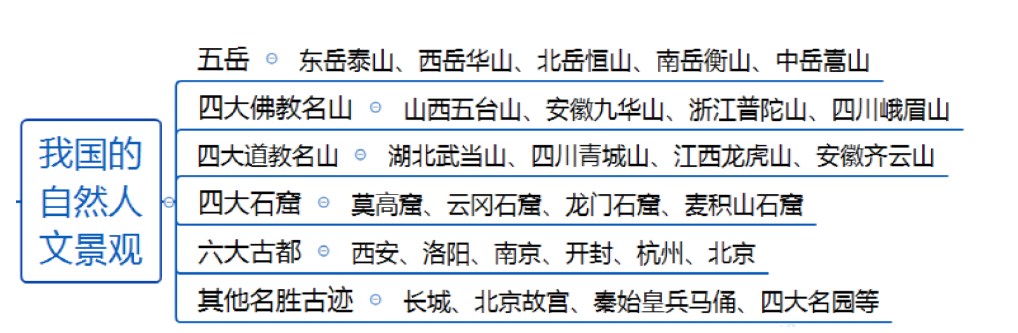 我国的
自然人
文景观
五岳 东岳泰山、西岳华山、北岳恒山、南岳衡山、中岳嵩山
四大佛教名山 山西五台山、安徽九华山、浙江普陀山、四川峨眉山
四大道教名山 湖北武当山、四川青城山、江西龙虎山、安徽齐云山
四大石窟 莫高窟、云冈石窟、龙门石窟、麦积山石窟
六大古都 西安、洛阳、南京、开封、杭州、北京
其他名胜古迹 长城、北京故宫、秦始皇兵马俑、四大名园等